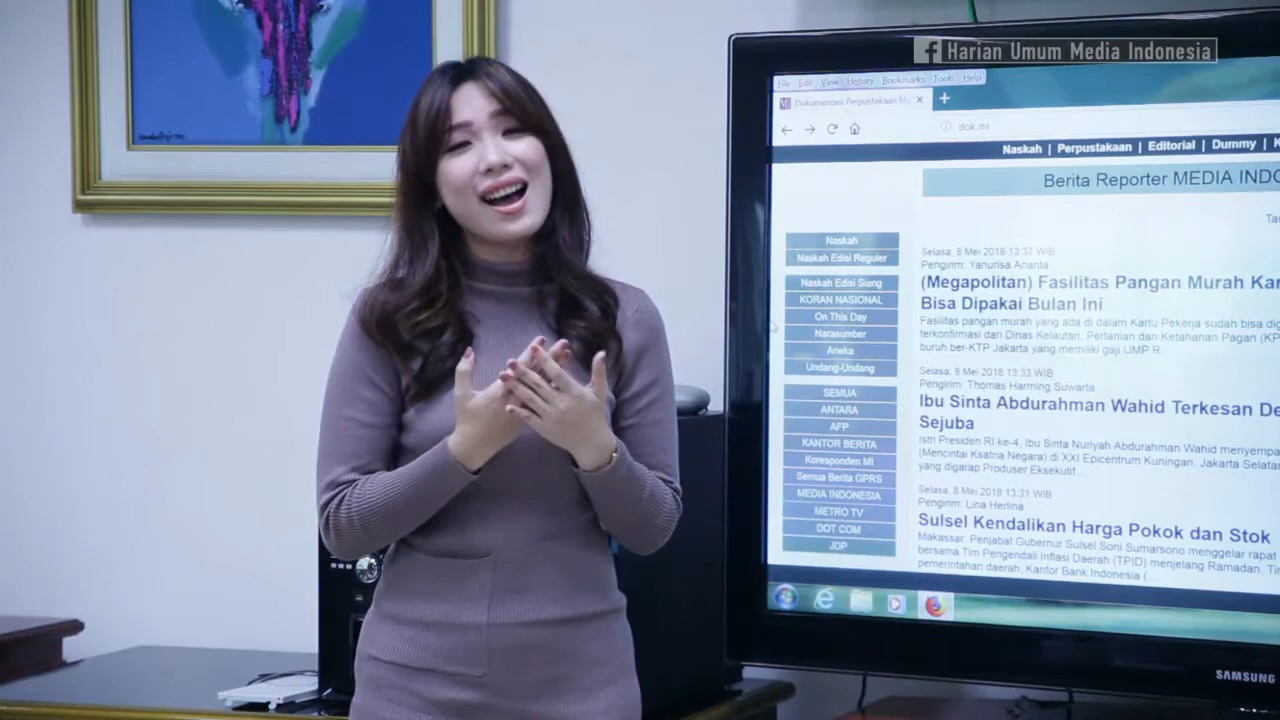 Harian Umum Media Indonesia
File Edit View History Bookmarks Tools Help
Dokumentasi Perpustakaan M
dok.mi
Naskah | Perpustakaan | Editorial | Dummy | K
Berita Reporter MEDIA INDO
Naskah
Naskah Edisi Reguler
Naskah Edisi Siang
KORAN NASIONAL
On This Day
Narasumber
Aneka
Undang-Undang
SEMUA
ANTARA
AFP
KANTOR BERITA
Koresponden MI
Semua Berita GPRS
MEDIA INDONESIA
METRO TV
DOT COM
JDP
Selasa, 8 Mei 2018 13:37 WIB
Pengirim: Yanurisa Ananta
(Megapolitan) Fasilitas Pangan Murah Kar
Bisa Dipakai Bulan Ini
Fasilitas pangan murah yang ada di dalam Kartu Pekerja sudah bisa dig
terkonfirmasi dari Dinas Kelautan, Pertanian dan Ketahanan Pagan (KP
buruh ber-KTP Jakarta yang memiliki gaji UMP R...
Selasa, 8 Mei 2018 13:33 WIB
Pengirim: Thomas Harming Suwarta
Ibu Sinta Abdurahman Wahid Terkesan De
Sejuba
Istri Presiden RI ke-4, Ibu Sinta Nuriyah Abdurahman Wahid menyempa
(Mencintai Ksatria Negara) di XXI Epicentrum Kuningan, Jakarta Selatan
yang digarap Produser Eksekutif...
Selasa, 8 Mei 2018 13:31 WIB
Pengirim: Lina Herlina
Sulsel Kendalikan Harga Pokok dan Stok
Makassar: Penjabat Gubernur Sulsel Soni Sumarsono menggelar rapat
bersama Tim Pengendali Inflasi Daerah (TPID) menjelang Ramadan, Tim
pemerintahan daerah, Kantor Bank Indonesia (...
SAMSUNG